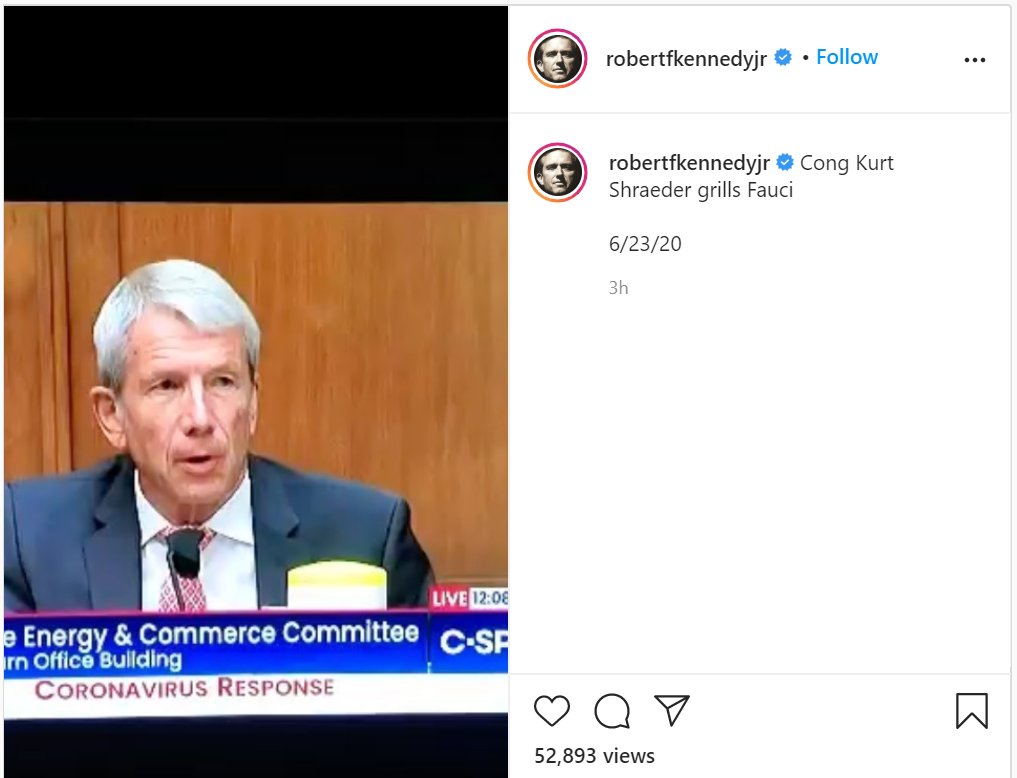 robertfkennedyjr • Follow
robertfkennedyjr Cong Kurt
Shraeder grills Fauci
6/23/20
3h
LIVE 12:08
e Energy & Commerce Committee
C-SP
rn Office Building
CORONAVIRUS RESPONSE
52,893 views